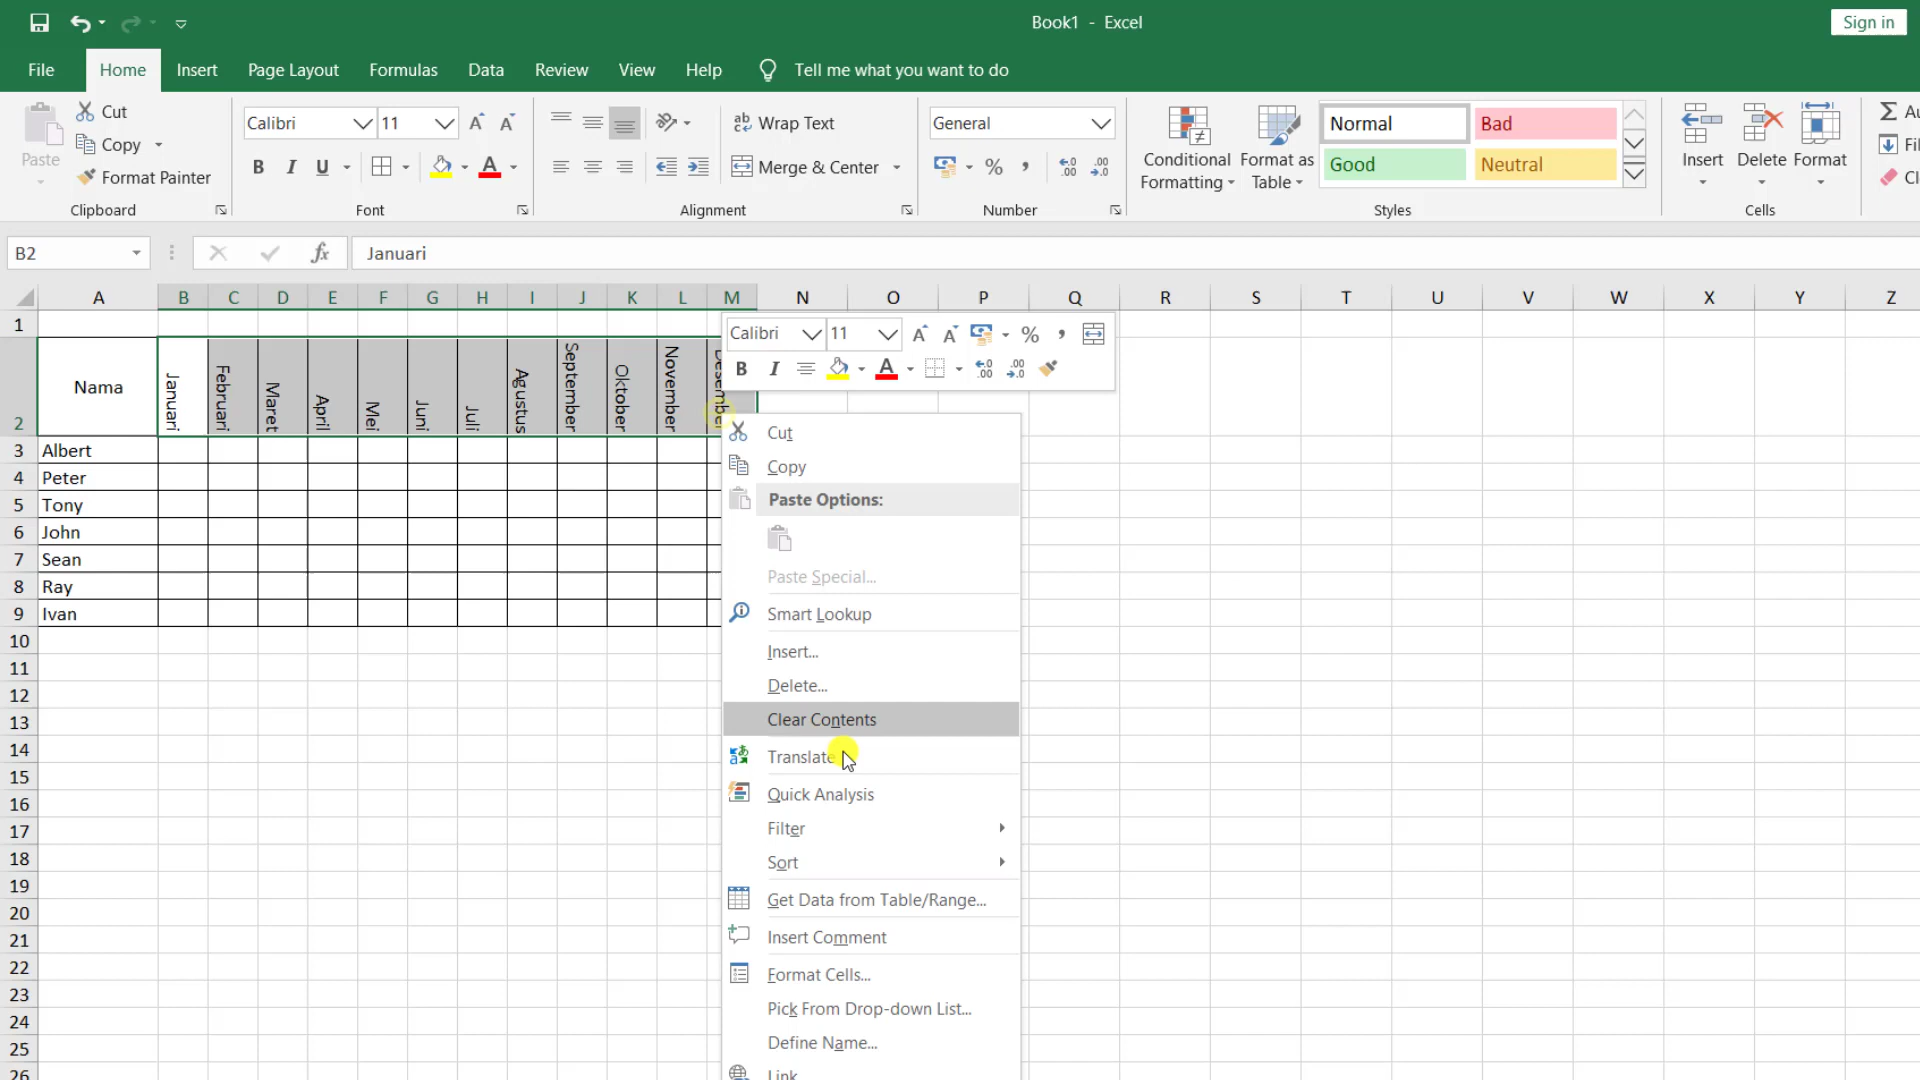 Book1 - Excel
Sign in
File Home Insert Page Layout Formulas Data Review View Help Tell me what you want to do
Paste
Cut
Copy
Format Painter
Clipboard
Calibri 11
B I U
Font
Wrap Text
Merge & Center
Alignment
General
%
Number
Conditional Formatting
Format as Table
Normal Bad
Good Neutral
Styles
Insert Delete Format
Cells
B2
fx
Januari
A B C D E F G H I J K L M N O P Q R S T U V W X Y Z
1
2 Nama Januari Februari Maret April Mei Juni Juli Agustus September Oktober November
3 Albert
4 Peter
5 Tony
6 John
7 Sean
8 Ray
9 Ivan
10
11
12
13
14
15
16
17
18
19
20
21
22
23
24
25
26
Calibri 11 %
B I A
Cut
Copy
Paste Options:
Paste Special...
Smart Lookup
Insert...
Delete...
Clear Contents
Translate
Quick Analysis
Filter
Sort
Get Data from Table/Range...
Insert Comment
Format Cells...
Pick From Drop-down List...
Define Name...
Link